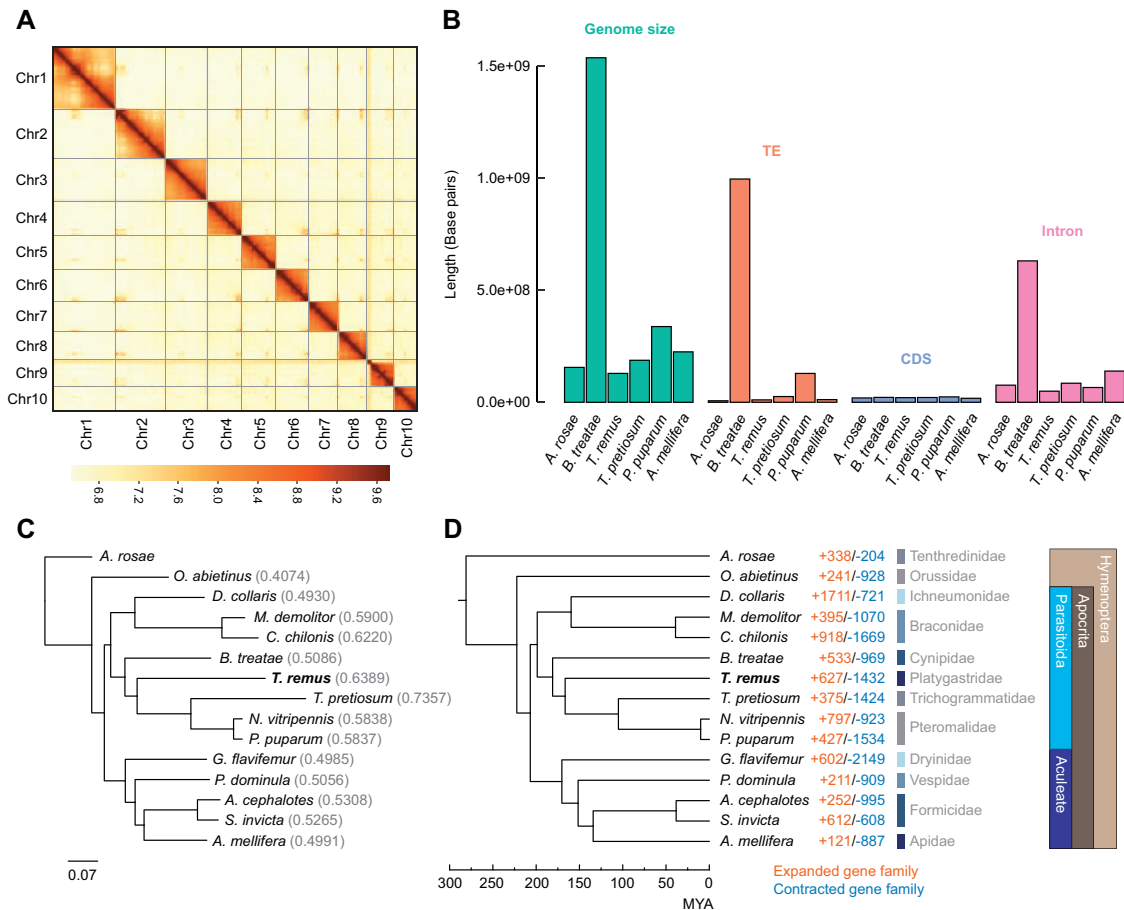 A
Chr1
Chr2
Chr3
Chr4
Chr5
Chr6
Chr7
Chr8
Chr9
Chr10
Chr1
Chr2
Chr3
Chr4
Chr5
Chr6
Chr7
Chr8
Chr9
Chr10
6.8
7.2
7.6
8.0
8.4
8.8
9.2
9.6
B
Genome size
TE
CDS
Intron
Length (Base pairs)
1.5e+09
1.0e+09
5.0e+08
0.0e+00
A. rosae
B. treatae
T. remus
T. pretiosum
P. puparum
A. mellifera
A. rosae
B. treatae
T. remus
T. pretiosum
P. puparum
A. mellifera
A. rosae
B. treatae
T. remus
T. pretiosum
P. puparum
A. mellifera
A. rosae
B. treatae
T. remus
T. pretiosum
P. puparum
A. mellifera
C
A. rosae
O. abietinus (0.4074)
D. collaris (0.4930)
M. demolitor (0.5900)
C. chilonis (0.6220)
B. treatae (0.5086)
T. remus (0.6389)
T. pretiosum (0.7357)
N. vitripennis (0.5838)
P. puparum (0.5837)
G. flavifemur (0.4985)
P. dominula (0.5056)
A. cephalotes (0.5308)
S. invicta (0.5265)
A. mellifera (0.4991)
0.07
D
A. rosae +338/-204 Tenthredinidae
O. abietinus +241/-928 Orussidae
D. collaris +1711/-721 Ichneumonidae
M. demolitor +395/-1070
Braconidae
C. chilonis +918/-1669
B. treatae +533/-969 Cynipidae
T. remus +627/-1432 Platygastridae
T. pretiosum +375/-1424 Trichogrammatidae
N. vitripennis +797/-923
Pteromalidae
P. puparum +427/-1534
G. flavifemur +602/-2149 Dryinidae
P. dominula +211/-909 Vespidae
A. cephalotes +252/-995
Formicidae
S. invicta +612/-608
A. mellifera +121/-887 Apidae
Parasitoida
Aculeate
Apocrita
Hymenoptera
300 250 200 150 100 50 0
MYA
Expanded gene family
Contracted gene family